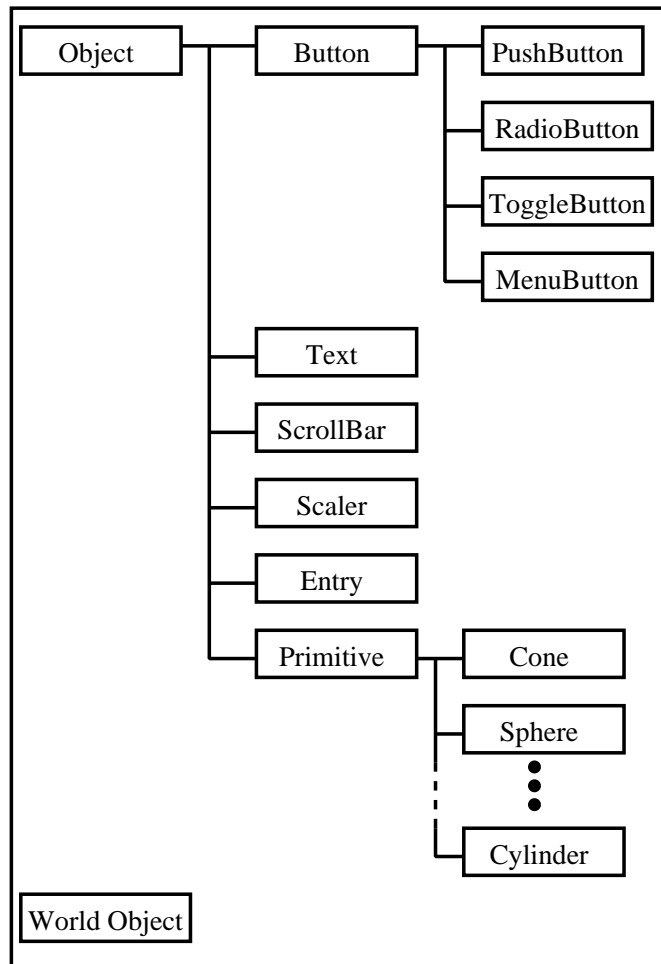 Object
Button
PushButton
RadioButton
ToggleButton
MenuButton
Text
ScrollBar
Scaler
Entry
Primitive
Cone
Sphere
Cylinder
World Object